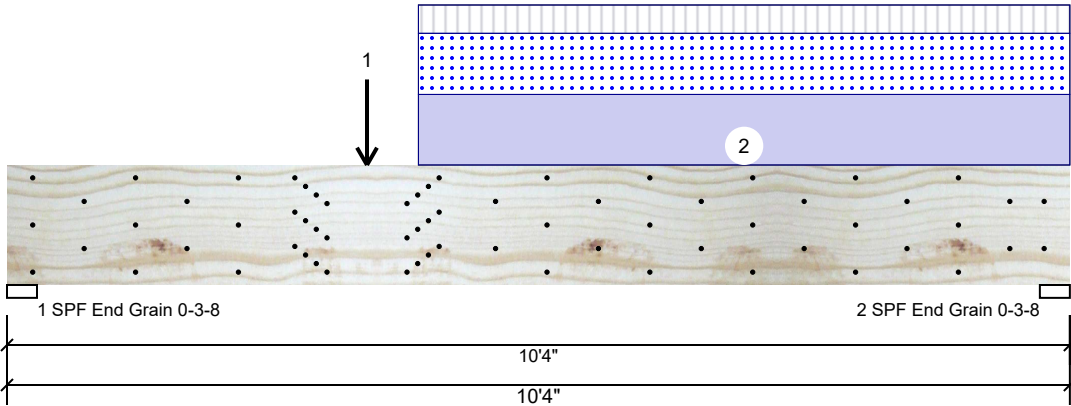 1
2
1 SPF End Grain 0-3-8
2 SPF End Grain 0-3-8
10'4"
10'4"